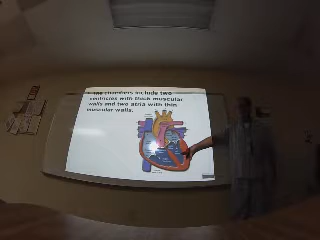 The chambers include two
ventricles with thick muscular
walls and two atria with thin
muscular walls.